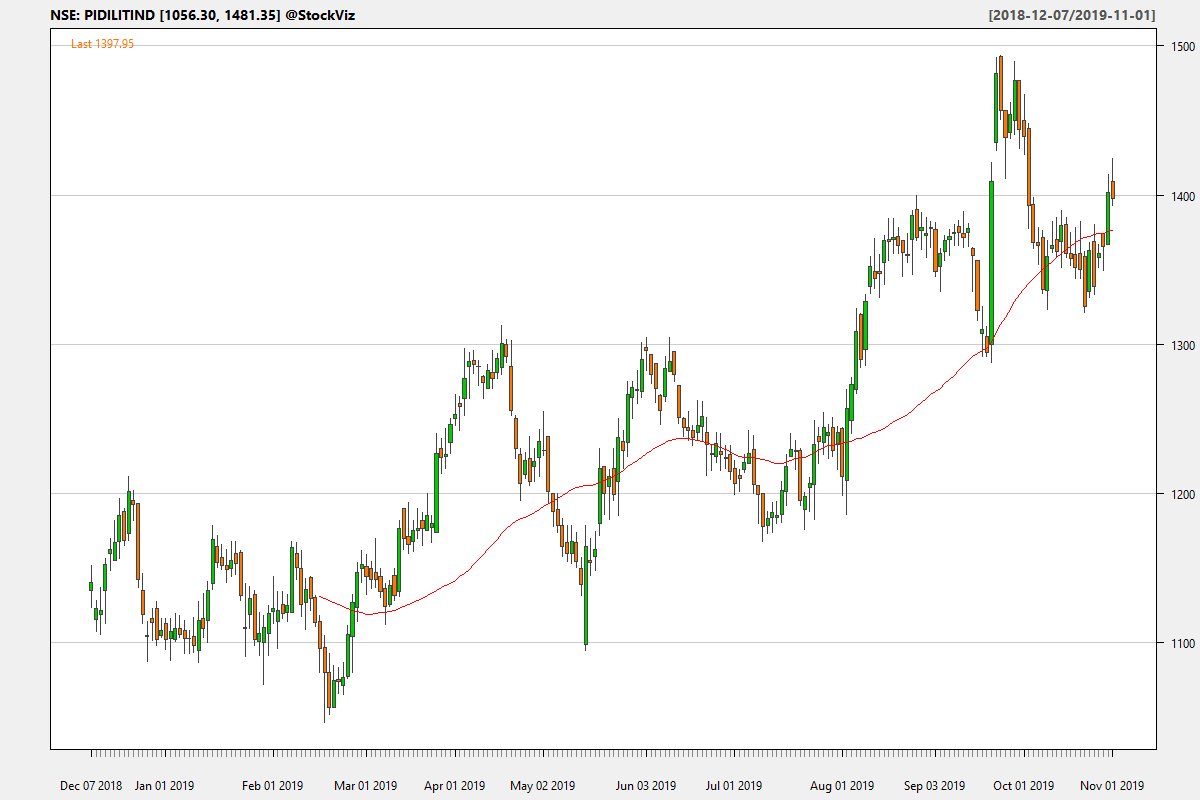 NSE: PIDILITIND [1056.30, 1481.35] @StockViz [2018-12-07/2019-11-01]
Last 1397.95
1500
1400
1300
1200
1100
Dec 07 2018 Jan 01 2019 Feb 01 2019 Mar 01 2019 Apr 01 2019 May 02 2019 Jun 03 2019 Jul 01 2019 Aug 01 2019 Sep 03 2019 Oct 01 2019 Nov 01 2019